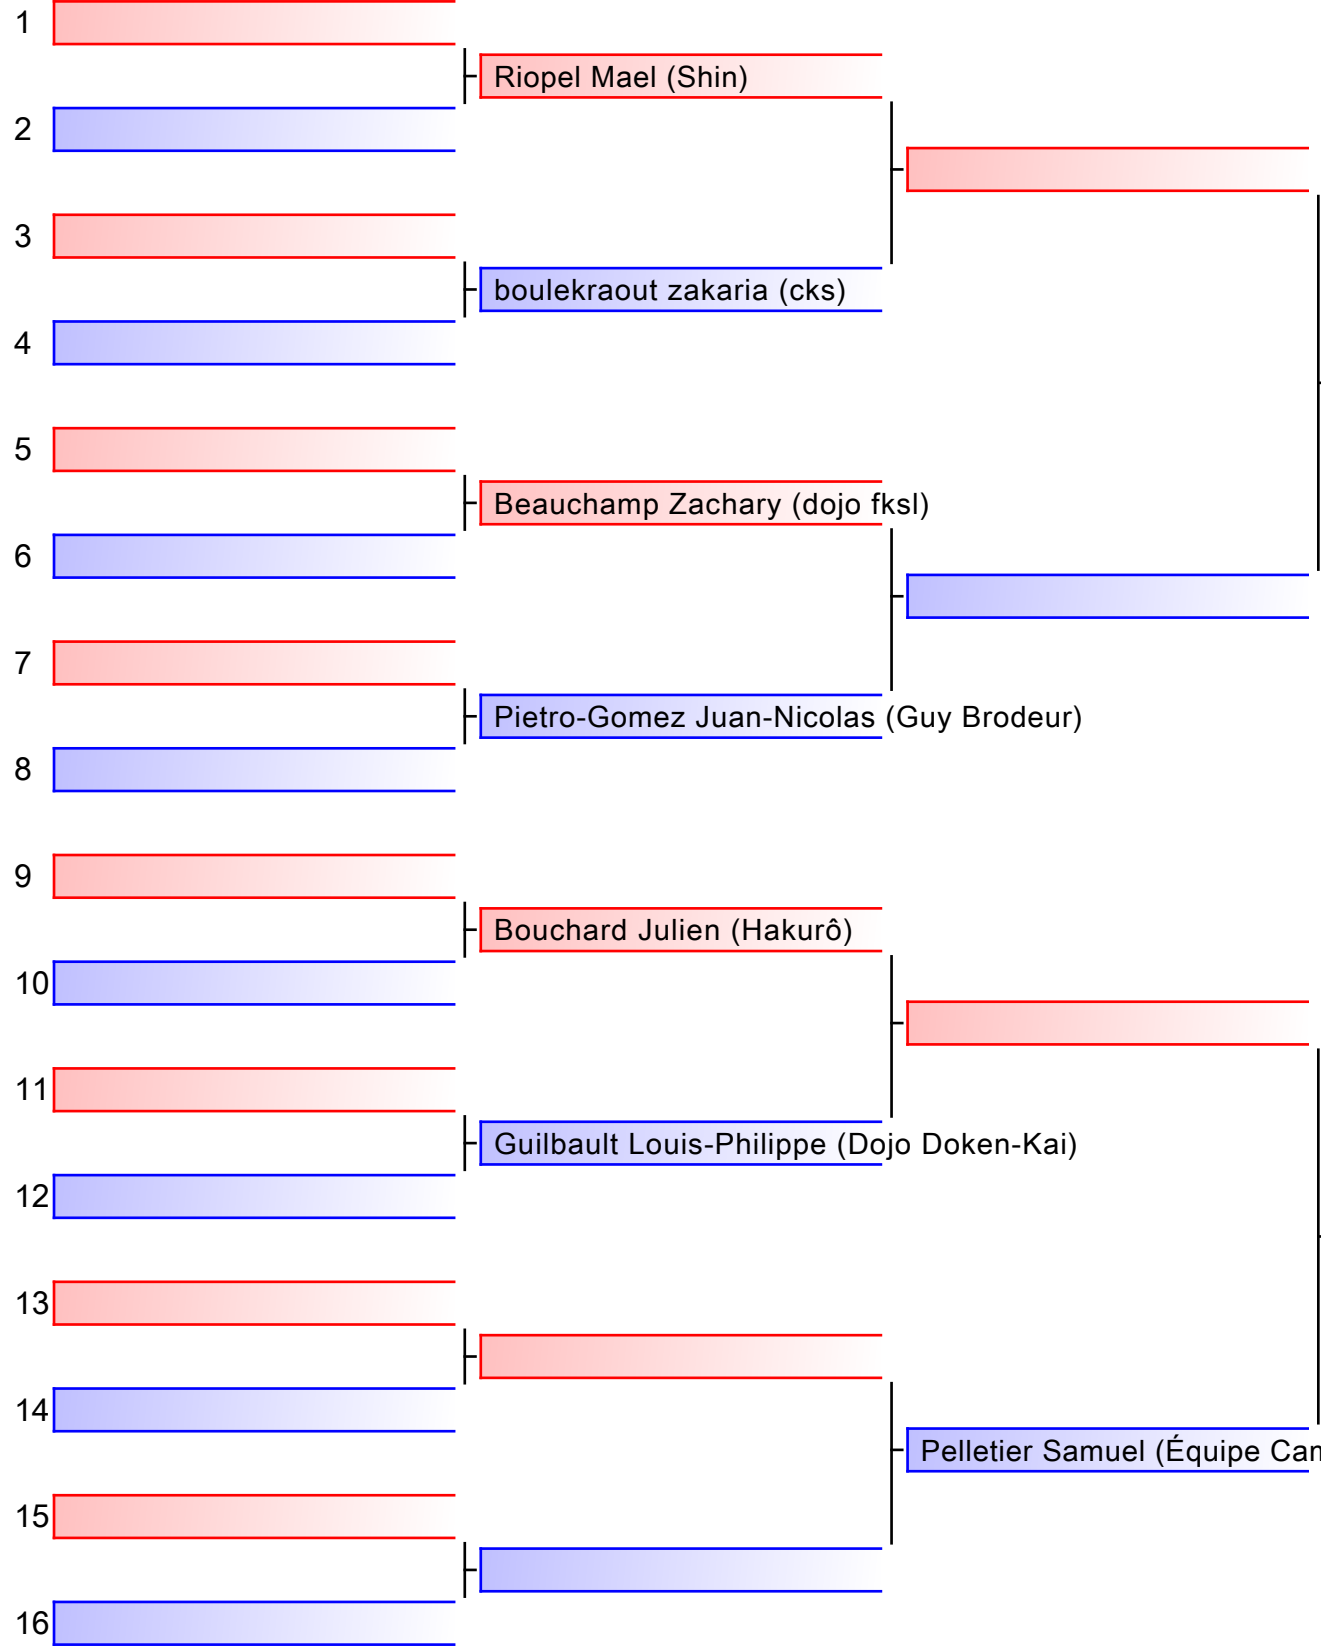 1
Riopel Mael (Shin)
2
3
boulekraout zakaria (cks)
4
5
Beauchamp Zachary (dojo fksl)
6
7
Pietro-Gomez Juan-Nicolas (Guy Brodeur)
8
9
Bouchard Julien (Hakurô)
10
11
Guilbault Louis-Philippe (Dojo Doken-Kai)
12
13
14
Pelletier Samuel (Équipe
15
16